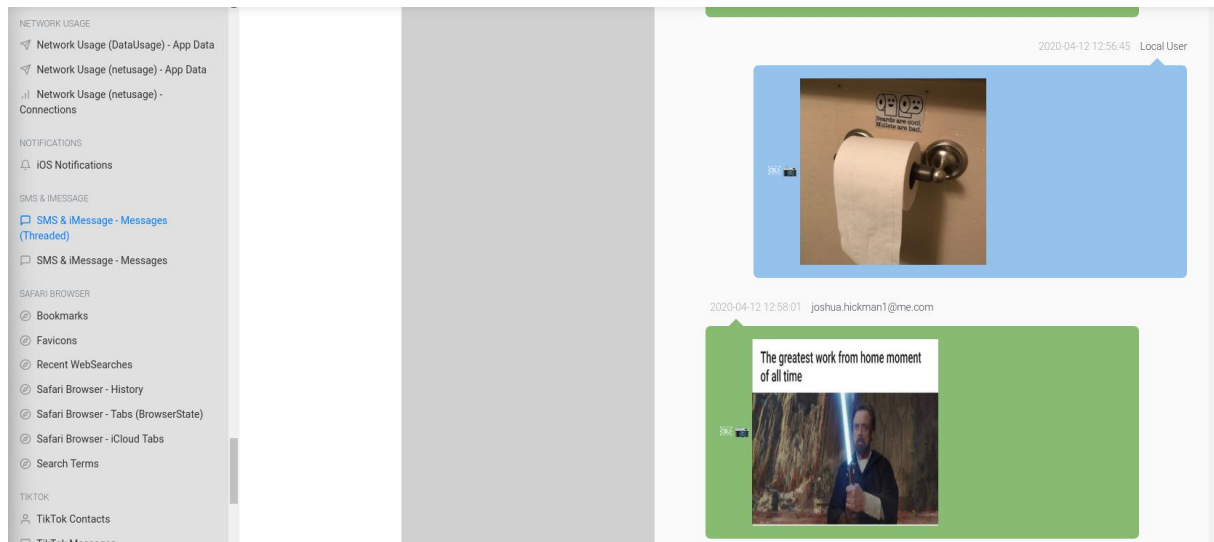 NETWORK USAGE
Network Usage (DataUsage) - App Data
Network Usage (netusage) - App Data
Network Usage (netusage) -
Connections
NOTIFICATIONS
iOS Notifications
SMS & IMESSAGE
SMS & iMessage - Messages
(Threaded)
SMS & iMessage - Messages
SAFARI BROWSER
Bookmarks
Favicons
Recent WebSearches
Safari Browser - History
Safari Browser - Tabs (BrowserState)
Safari Browser - iCloud Tabs
Search Terms
TIKTOK
TikTok Contacts
TikTok Messages
2020-04-12 12:56:45 Local User
Beards are cool.
Mullets are bad.
2020-04-12 12:58:01 joshua.hickman1@me.com
The greatest work from home moment
of all time